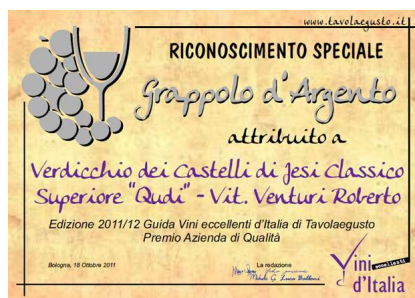 www.tavolaegusto.it
RICONOSCIMENTO SPECIALE
Grappolo d'Argento
attribuito a
Verdicchio dei Castelli di Jesi Classico
Superiore "Qudi" - Vit. Venturi Roberto
Edizione 2011/12 Guida Vini eccellenti d'Italia di Tavolaegusto
Premio Azienda di Qualità
Bologna, 18 Ottobre 2011
La redazione
Vini eccellenti
d'Italia